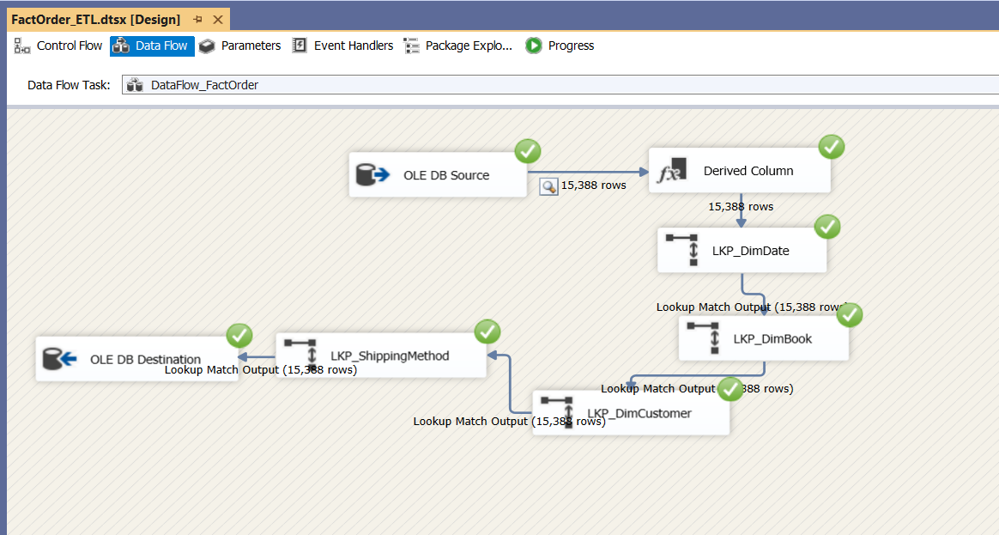 FactOrder_ETL.dtsx [Design]
Control Flow Data Flow Parameters Event Handlers Package Explo... Progress
Data Flow Task: DataFlow_FactOrder
OLE DB Source
15,388 rows
fx Derived Column
15,388 rows
LKP_DimDate
Lookup Match Output (15,388 rows
LKP_DimBook
Lookup Match Output 388 rows)
LKP_DimCustomer
Lookup Match Output (15,388 rows)
LKP_ShippingMethod
Lookup Match Output (15,388 rows)
OLE DB Destination